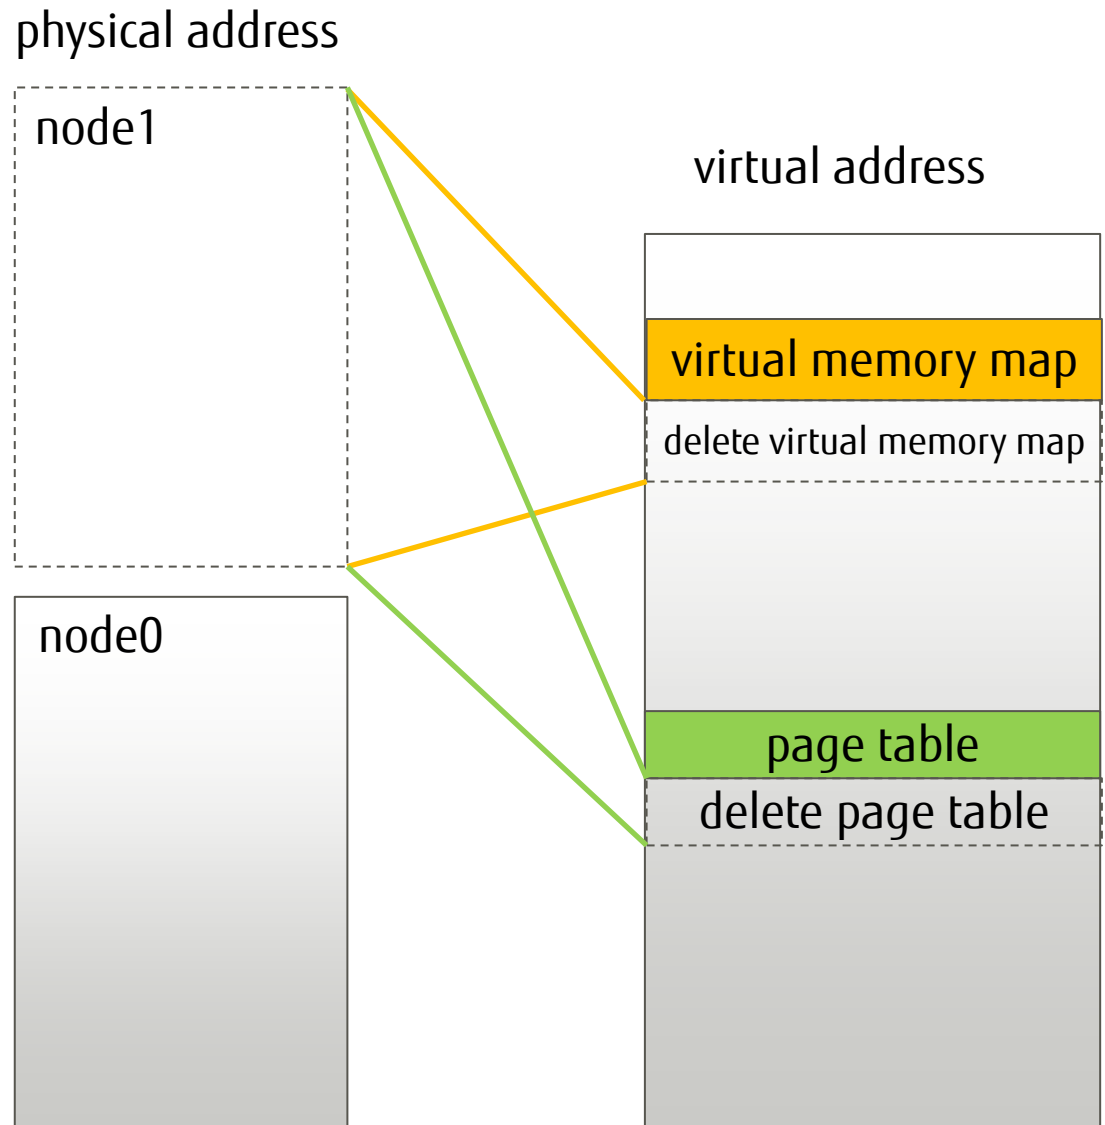 physical address
node1
virtual address
virtual memory map
delete virtual memory map
node0
page table
delete page table